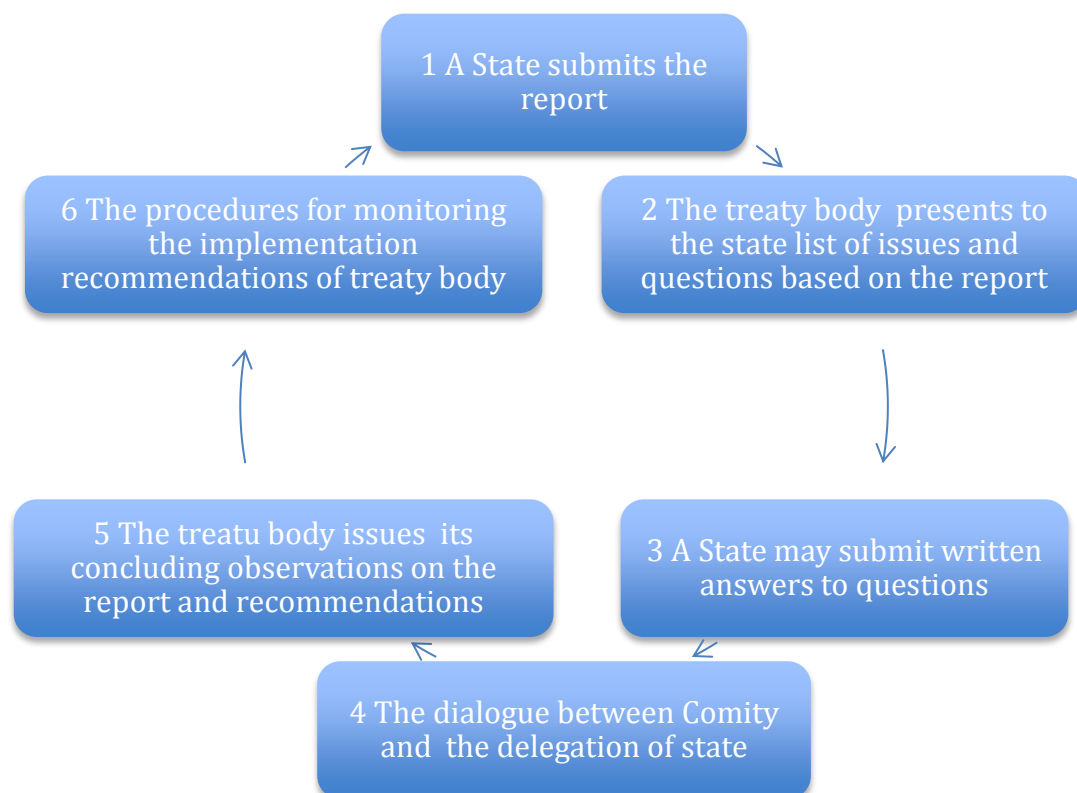 1 A State submits the
report
2 The treaty body  presents to
the state list of issues and
questions based on the report
3 A State may submit written
answers to questions
4 The dialogue between Comity
and  the delegation of state
5 The treatu body issues  its
concluding observations on the
report and recommendations
6 The procedures for monitoring
the implementation
recommendations of treaty body